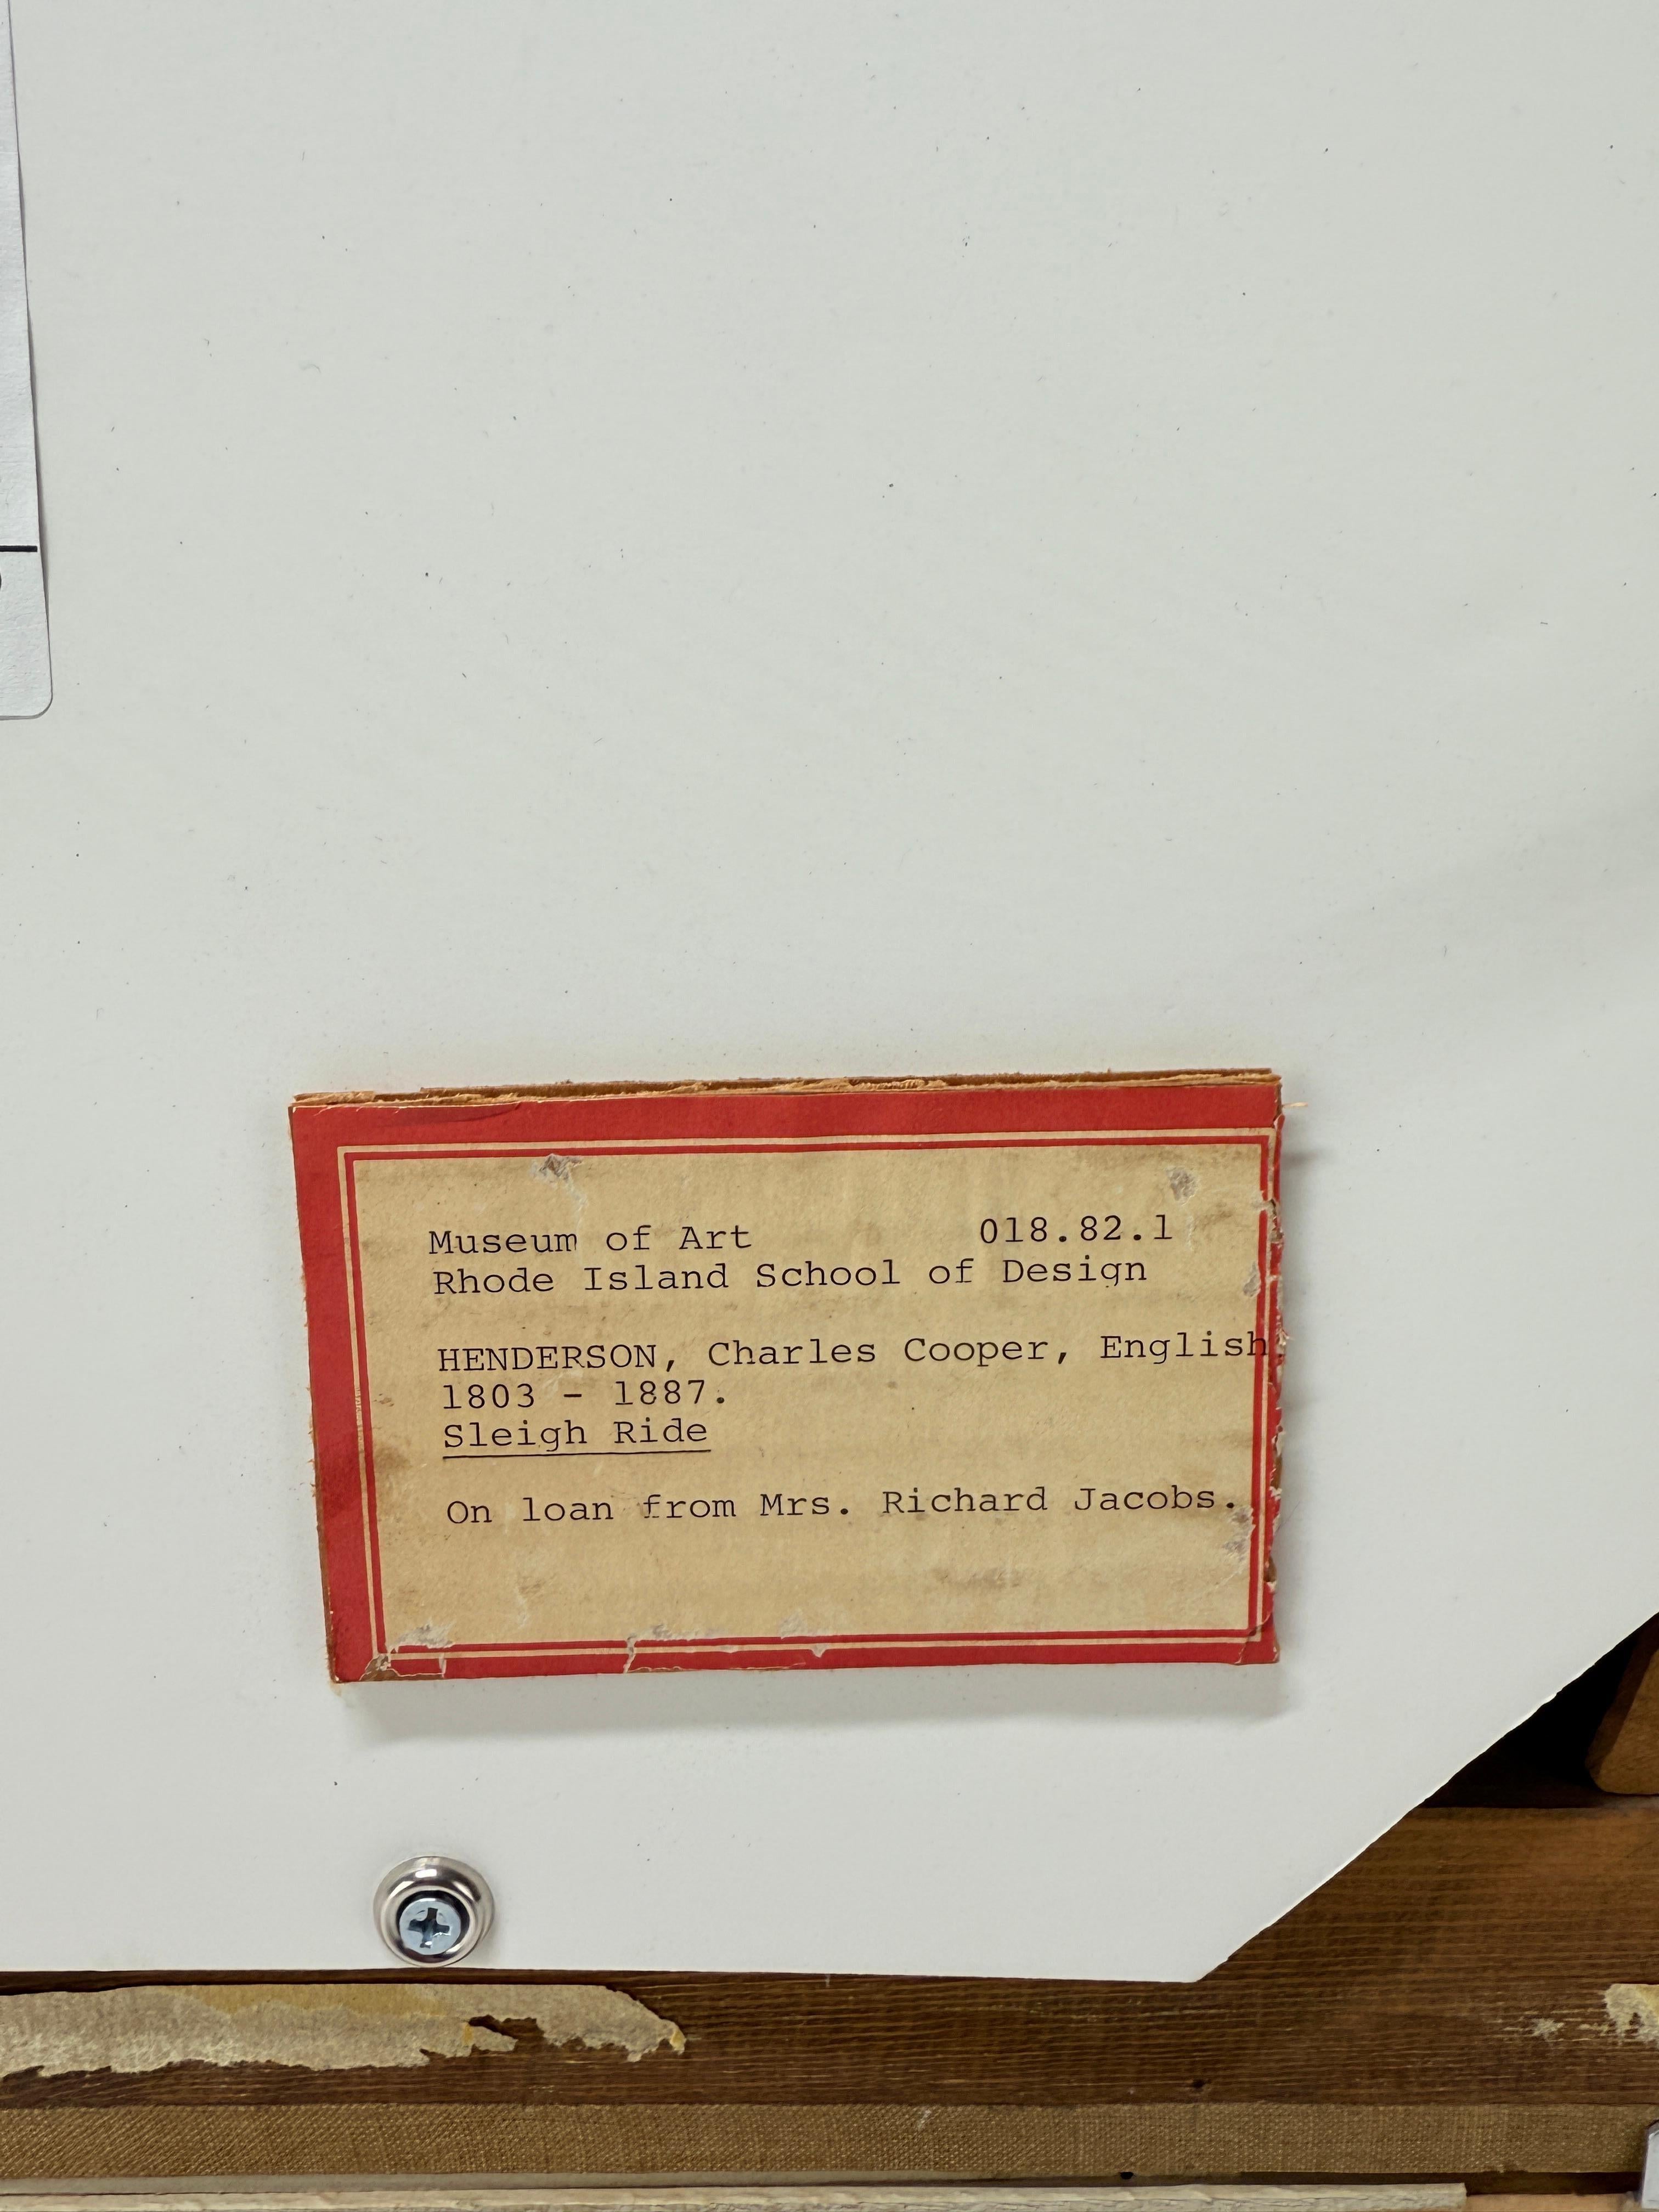 Museum of Art 018.82.1
Rhode Island School of Design
HENDERSON, Charles Cooper, English
1803 - 1887.
Sleigh Ride
On loan from Mrs. Richard Jacobs.